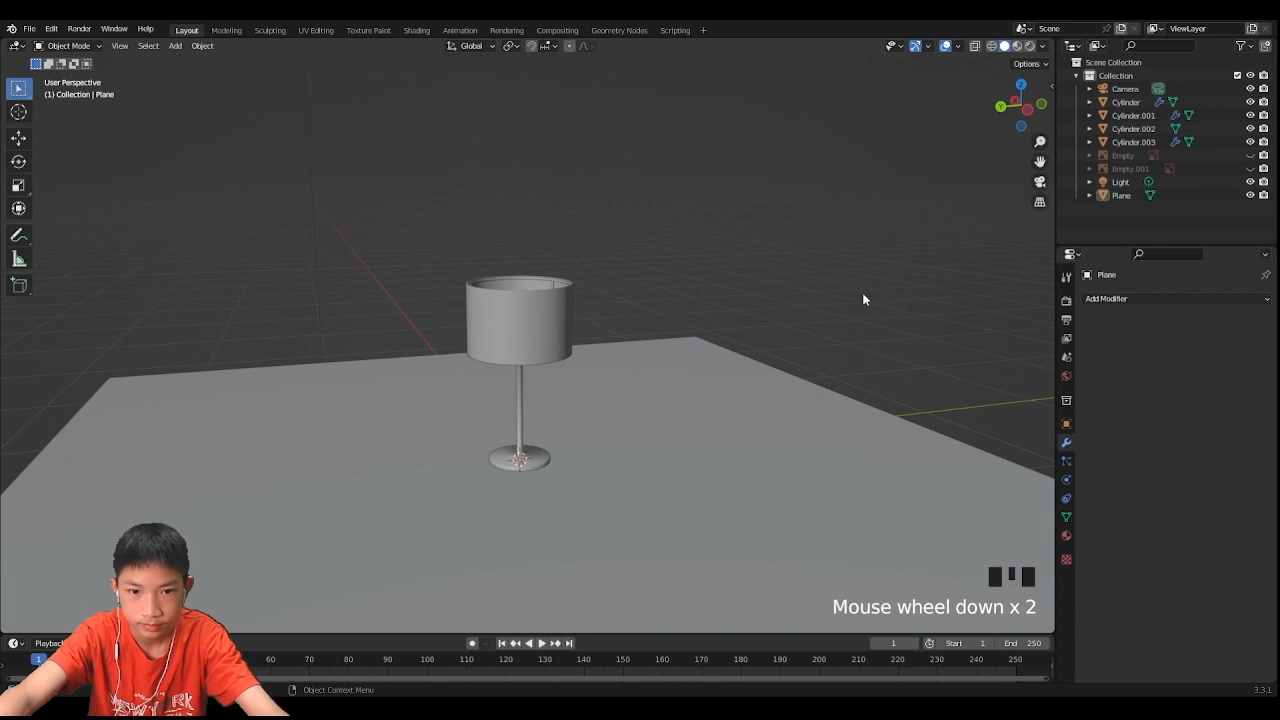 File Edit Render Window Help Layout Modeling Sculpting UV Editing Texture Paint Shading Animation Rendering Compositing Geometry Nodes Scripting + Scene ViewLayer
Object Mode View Select Add Object Global
Options
User Perspective
(1) Collection | Plane
Scene Collection
Collection
Camera
Cylinder
Cylinder.001
Cylinder.002
Cylinder.003
Empty
Empty.001
Light
Plane
Plane
Add Modifier
Z
Y
Mouse wheel down x 2
Playback 1 Start 1 End 250
1 60 70 80 90 100 110 120 130 140 150 160 170 180 190 200 210 220 230 240 250
Object Context Menu 3.3.1